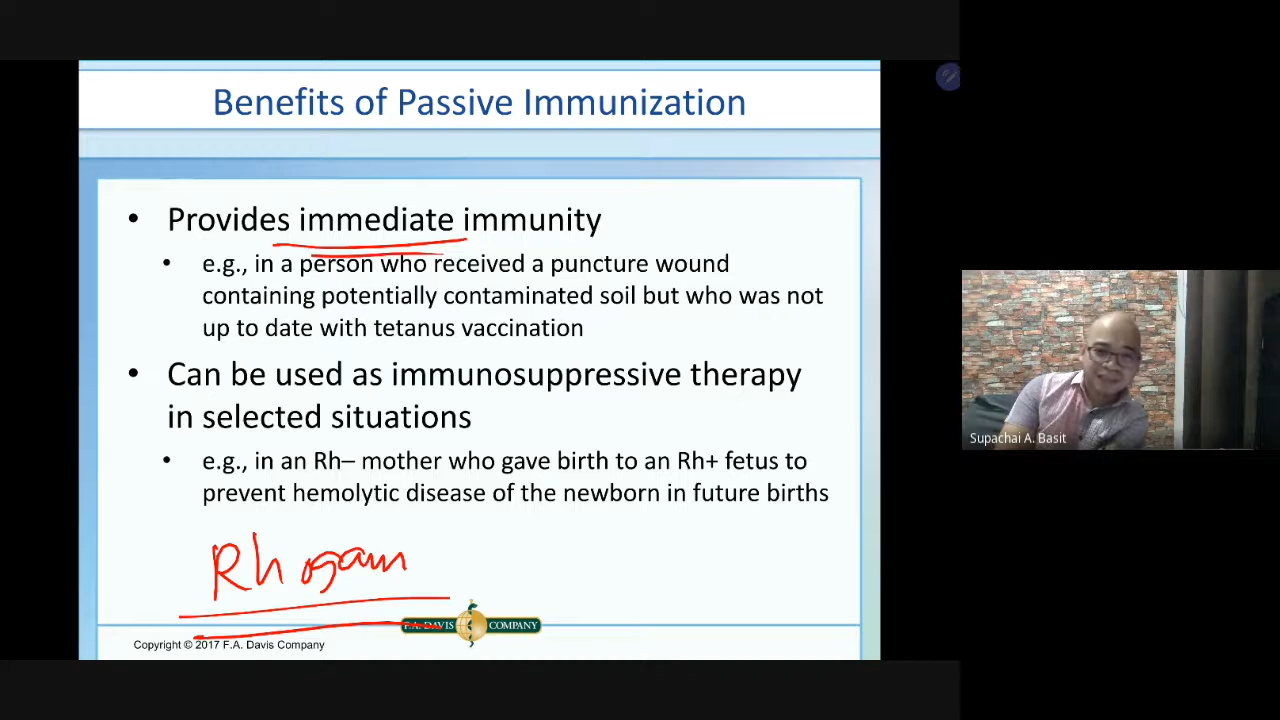 Benefits of Passive Immunization
• Provides immediate immunity
• e.g., in a person who received a puncture wound
containing potentially contaminated soil but who was not
up to date with tetanus vaccination
• Can be used as immunosuppressive therapy
in selected situations
• e.g., in an Rh– mother who gave birth to an Rh+ fetus to
prevent hemolytic disease of the newborn in future births
Rhogam
F.A. DAVIS COMPANY
Copyright © 2017 F.A. Davis Company
Supachai A. Basit